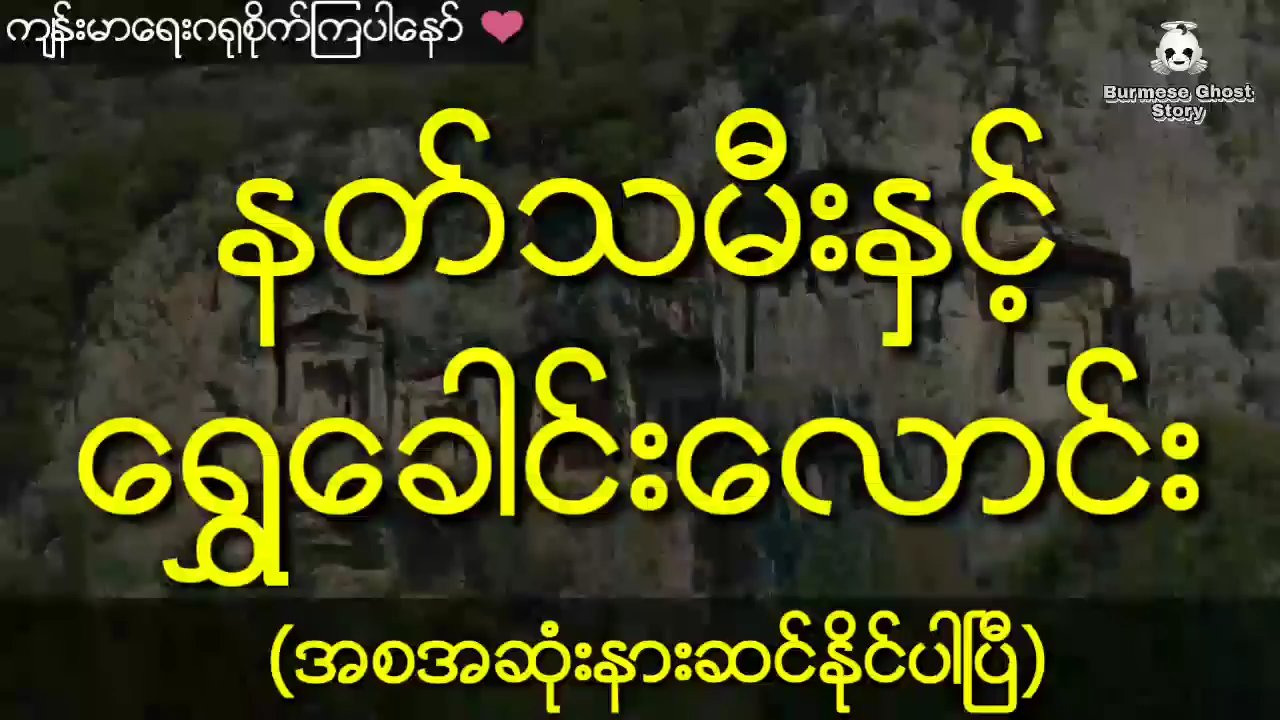 ကျန်းမာရေးဂရုစိုက်ကြပါနော် ❤
Burmese Ghost
Story
နတ်သမီးနှင့်
ရွှေခေါင်းလောင်း
(အစအဆုံးနားဆင်နိုင်ပါပြီ)